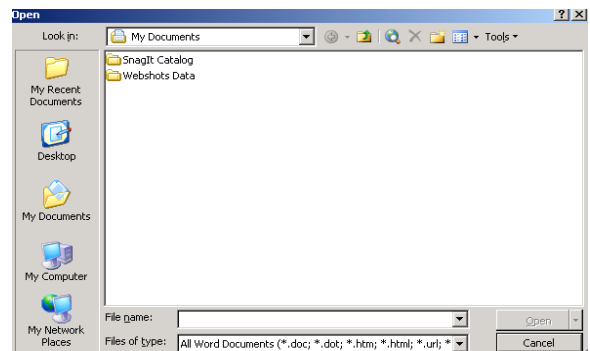 Open
Look in:
My Documents
Tools
SnagIt Catalog
Webshots Data
My Recent
Documents
Desktop
My Documents
My Computer
My Network
Places
File name:
Open
Files of type:
All Word Documents (*.doc; *.dot; *.htm; *.html; *.url; *
Cancel